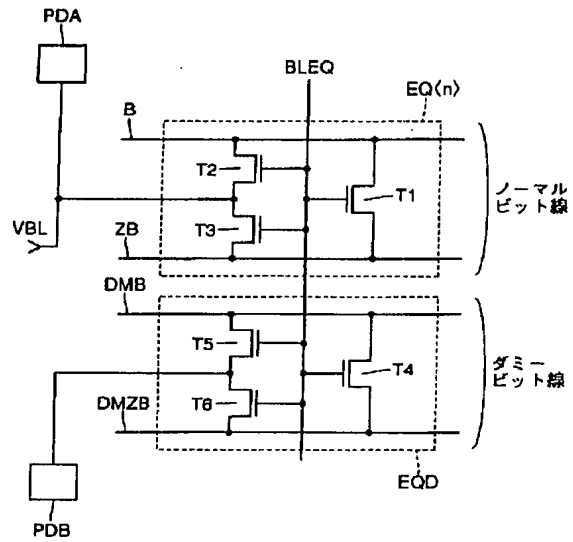 PDA
BLEQ
EQ<n>
B
T2
T1
ノーマル
ビット線
VBL
ZB
T3
DMB
T5
T4
ダミー
ビット線
T6
DMZB
EQD
PDB